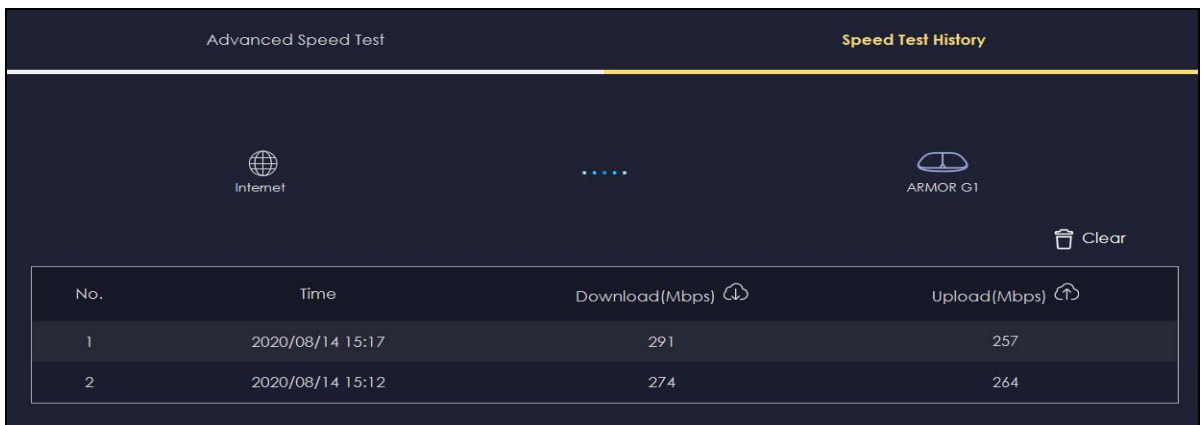 Advanced Speed Test Speed Test History
Internet ARMOR G1
Clear
No. Time Download(Mbps) Upload(Mbps)
1 2020/08/14 15:17 291 257
2 2020/08/14 15:12 274 264